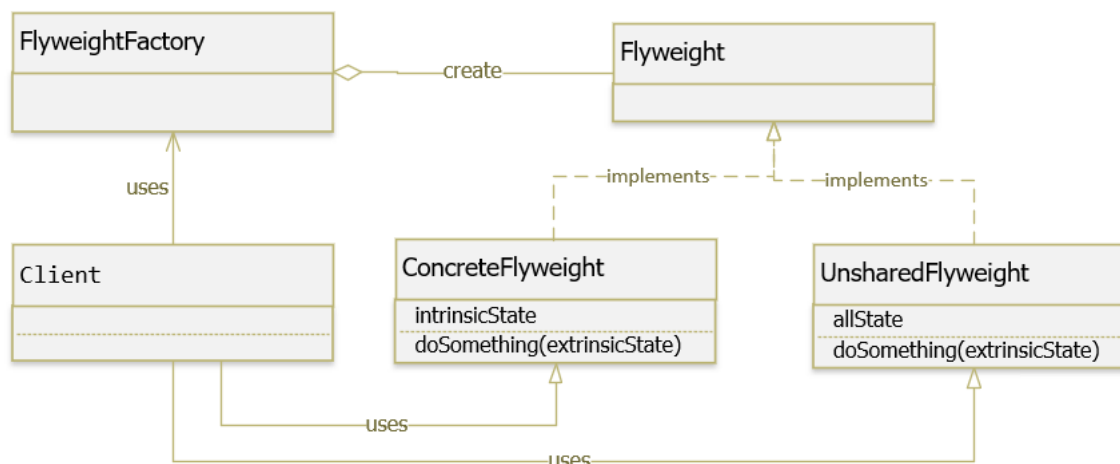 FlyweightFactory
Flyweight
create
uses
implements
implements
Client
ConcreteFlyweight
intrinsicState
doSomething(extrinsicState)
UnsharedFlyweight
allState
doSomething(extrinsicState)
uses
uses